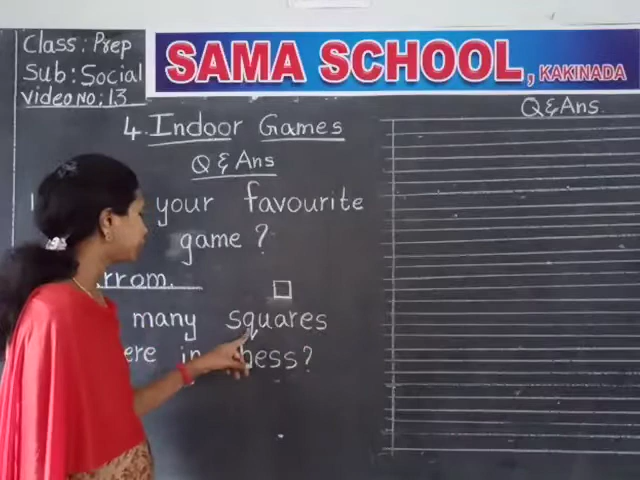 Class: Prep
Sub: Social
Video No: 13
SAMA SCHOOL, KAKINADA
4. Indoor Games
Q & Ans
your favourite
game?
rrom.
many squares
ere in hess?
Q & Ans.